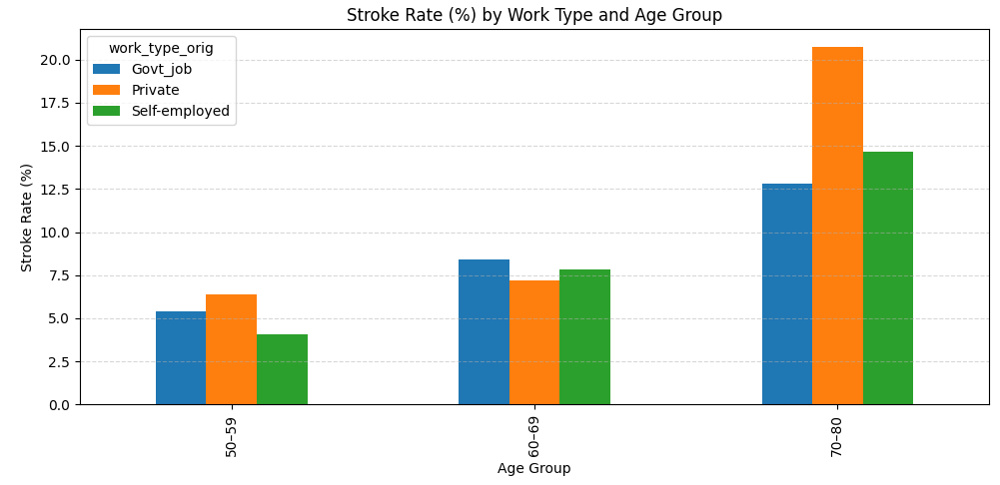 Stroke Rate (%) by Work Type and Age Group
work_type_orig
Govt_job
Private
Self-employed
Stroke Rate (%)
20.0
17.5
15.0
12.5
10.0
7.5
5.0
2.5
0.0
50–59
60–69
70–80
Age Group